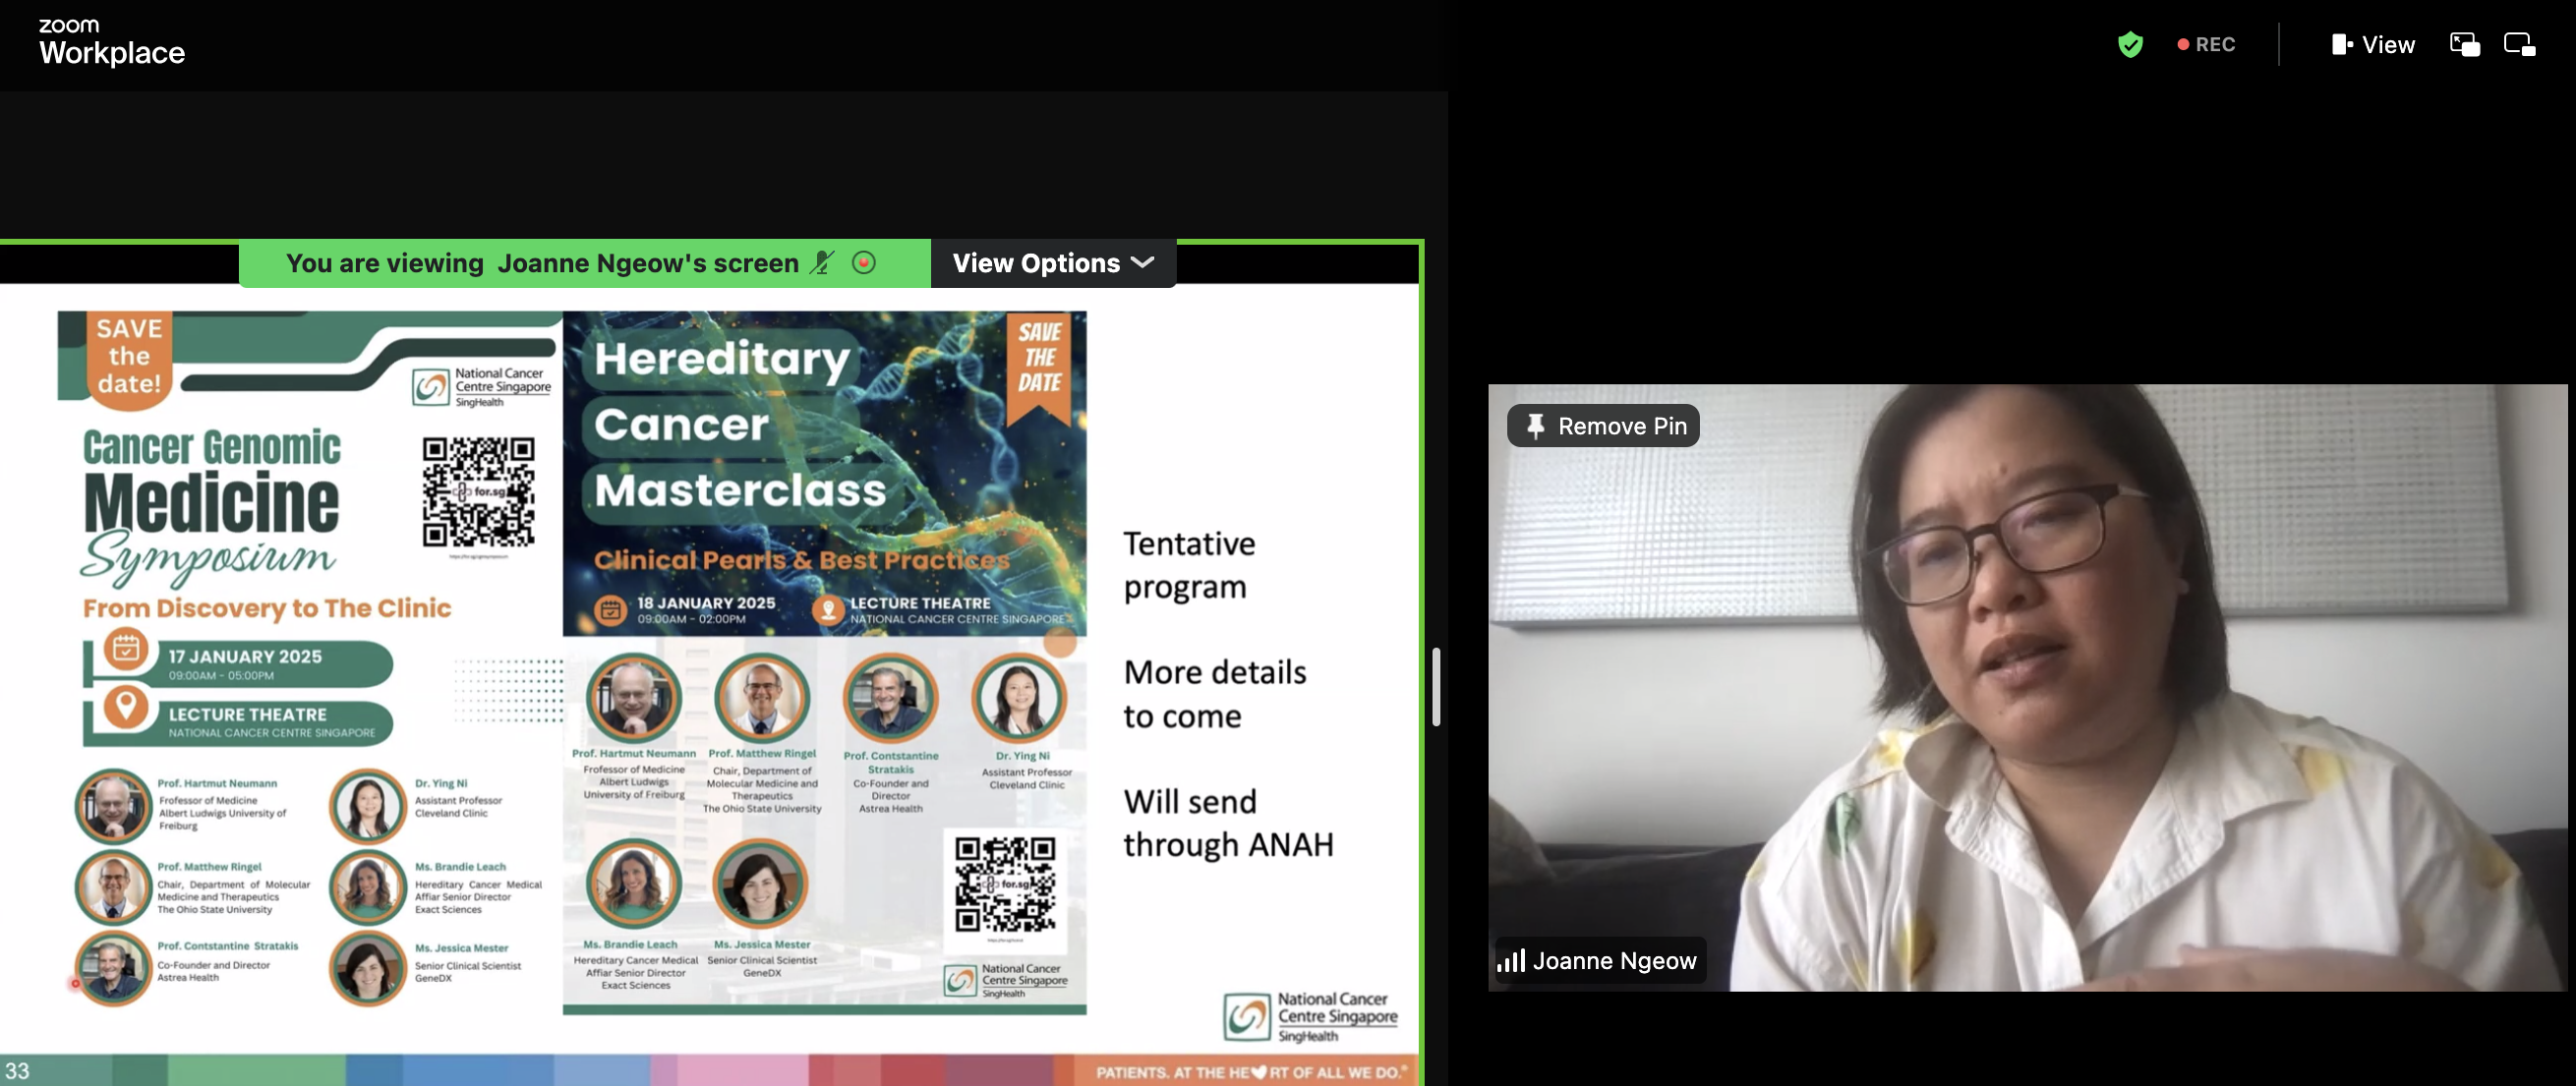 zoom
Workplace
REC
View
You are viewing Joanne Ngeow's screen
View Options
SAVE
the
date!
National Cancer
Centre Singapore
SingHealth
Cancer Genomic
Medicine
Symposium
for.sg
From Discovery to The Clinic
17 JANUARY 2025
09:00AM - 05:00PM
LECTURE THEATRE
NATIONAL CANCER CENTRE SINGAPORE
Prof. Hartmut Neumann
Professor of Medicine
Albert Ludwigs University of
Freiburg
Dr. Ying Ni
Assistant Professor
Cleveland Clinic
Prof. Matthew Ringel
Chair, Department of Molecular
Medicine and Therapeutics
The Ohio State University
Ms. Brandie Leach
Hereditary Cancer Medical
Affiar Senior Director
Exact Sciences
Prof. Contstantine Stratakis
Co-Founder and Director
Astrea Health
Ms. Jessica Mester
Senior Clinical Scientist
GeneDX
Hereditary
Cancer
Masterclass
SAVE
THE
DATE
Clinical Pearls & Best Practices
18 JANUARY 2025
09:00AM - 02:00PM
LECTURE THEATRE
NATIONAL CANCER CENTRE SINGAPORE
Prof. Hartmut Neumann
Frofessor of Medicine
Albert Ludwigs
University of Freiburg
Prof. Matthew Ringel
Chair, Department of
Molecular Medicine and
Therapeutics
The Ohio State University
Prof. Contstantine
Stratakis
Co-Founder and
Director
Astrea Health
Dr. Ying Ni
Assistant Professor
Cleveland Clinic
Ms. Brandie Leach
Hereditary Cancer Medical
Affiar Senior Director
Exact Sciences
Ms. Jessica Mester
Senior Clinical Scientist
GeneDX
for.sg
National Cancer
Centre Singapore
SingHealth
Tentative
program
More details
to come
Will send
through ANAH
National Cancer
Centre Singapore
SingHealth
33
PATIENTS. AT THE HE RT OF ALL WE DO.®
Remove Pin
Joanne Ngeow